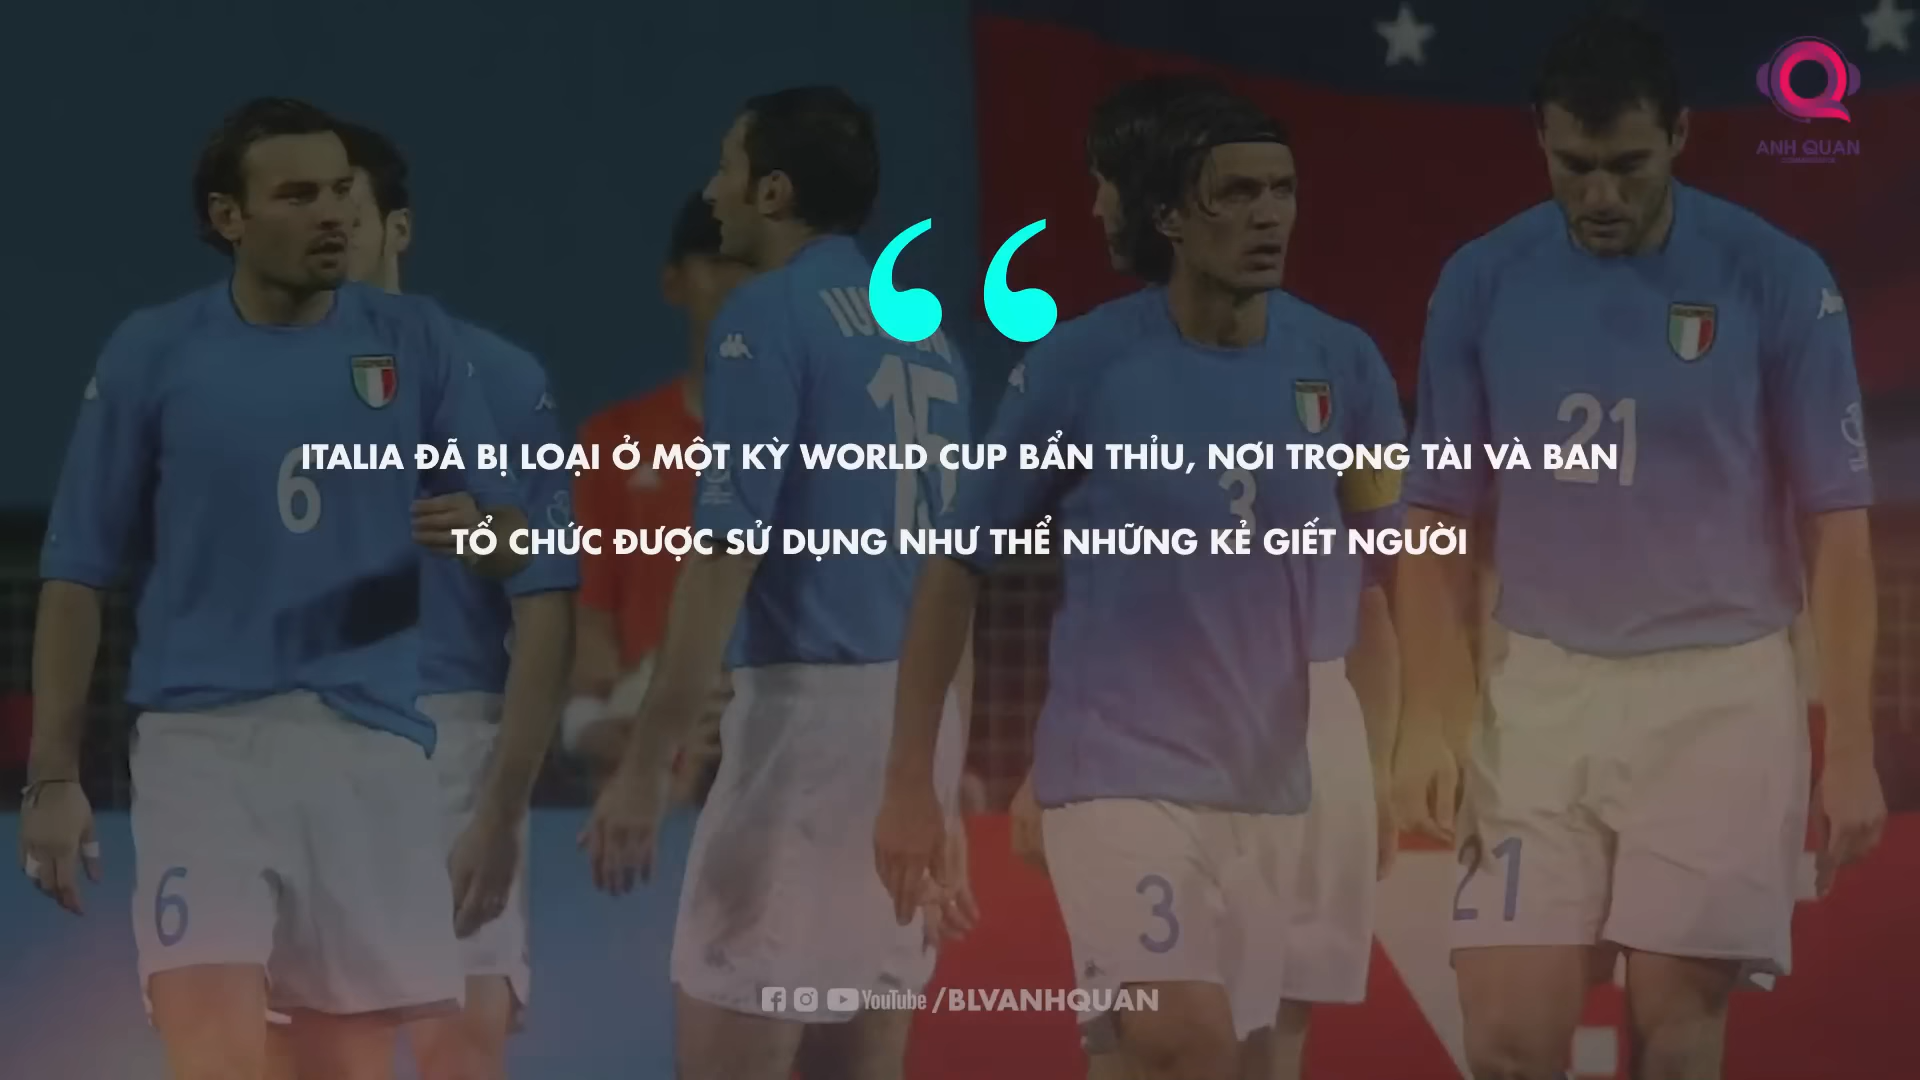 ANH QUAN
IU
15
ITALIA ĐÃ BỊ LOẠI Ở MỘT KỲ WORLD CUP BẨN THỈU, NƠI TRỌNG TÀI VÀ BAN
TỔ CHỨC ĐƯỢC SỬ DỤNG NHƯ THỂ NHỮNG KẺ GIẾT NGƯỜI
6
3
21
6
3
21
YouTube /BLVANHQUAN